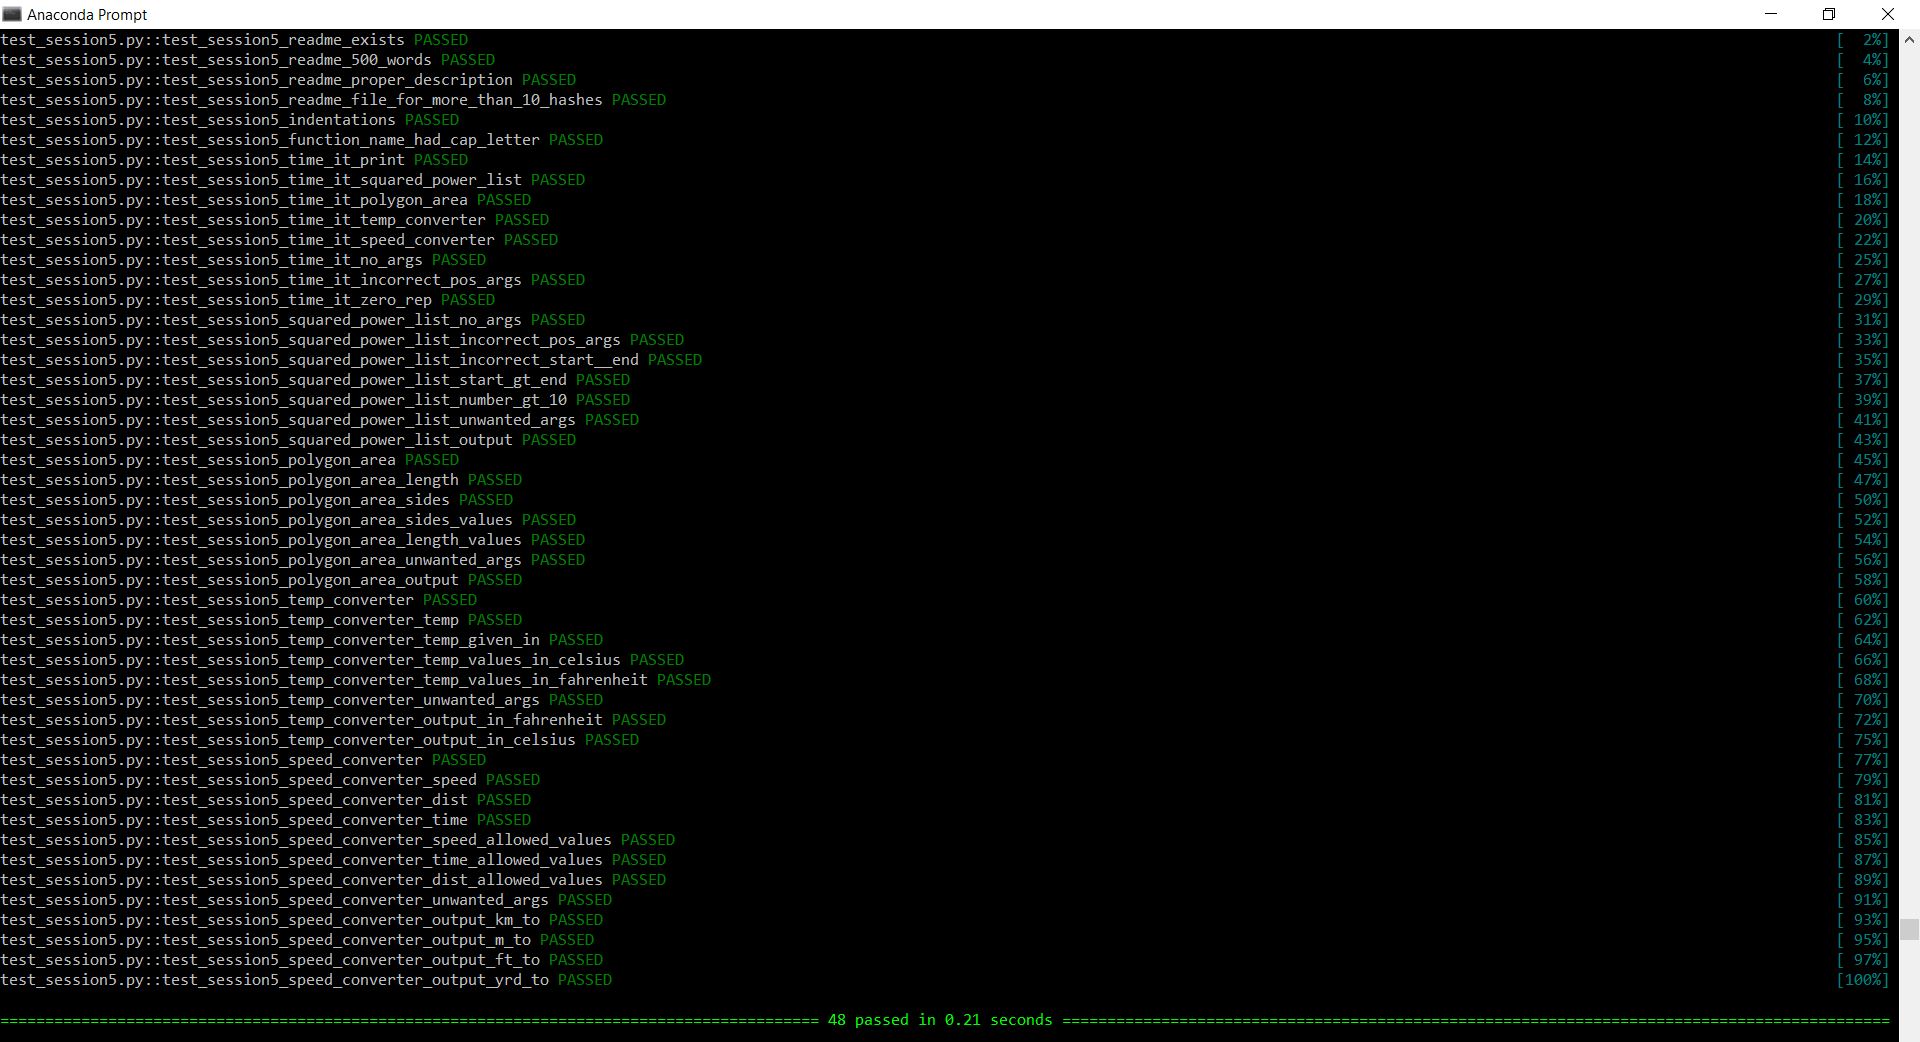 Anaconda Prompt
test_session5.py::test_session5_readme_exists PASSED [  2%]
test_session5.py::test_session5_readme_500_words PASSED [  4%]
test_session5.py::test_session5_readme_proper_description PASSED [  6%]
test_session5.py::test_session5_readme_file_for_more_than_10_hashes PASSED [  8%]
test_session5.py::test_session5_indentations PASSED [ 10%]
test_session5.py::test_session5_function_name_had_cap_letter PASSED [ 12%]
test_session5.py::test_session5_time_it_print PASSED [ 14%]
test_session5.py::test_session5_time_it_squared_power_list PASSED [ 16%]
test_session5.py::test_session5_time_it_polygon_area PASSED [ 18%]
test_session5.py::test_session5_time_it_temp_converter PASSED [ 20%]
test_session5.py::test_session5_time_it_speed_converter PASSED [ 22%]
test_session5.py::test_session5_time_it_no_args PASSED [ 25%]
test_session5.py::test_session5_time_it_incorrect_pos_args PASSED [ 27%]
test_session5.py::test_session5_time_it_zero_rep PASSED [ 29%]
test_session5.py::test_session5_squared_power_list_no_args PASSED [ 31%]
test_session5.py::test_session5_squared_power_list_incorrect_pos_args PASSED [ 33%]
test_session5.py::test_session5_squared_power_list_incorrect_start__end PASSED [ 35%]
test_session5.py::test_session5_squared_power_list_start_gt_end PASSED [ 37%]
test_session5.py::test_session5_squared_power_list_number_gt_10 PASSED [ 39%]
test_session5.py::test_session5_squared_power_list_unwanted_args PASSED [ 41%]
test_session5.py::test_session5_squared_power_list_output PASSED [ 43%]
test_session5.py::test_session5_polygon_area PASSED [ 45%]
test_session5.py::test_session5_polygon_area_length PASSED [ 47%]
test_session5.py::test_session5_polygon_area_sides PASSED [ 50%]
test_session5.py::test_session5_polygon_area_sides_values PASSED [ 52%]
test_session5.py::test_session5_polygon_area_length_values PASSED [ 54%]
test_session5.py::test_session5_polygon_area_unwanted_args PASSED [ 56%]
test_session5.py::test_session5_polygon_area_output PASSED [ 58%]
test_session5.py::test_session5_temp_converter PASSED [ 60%]
test_session5.py::test_session5_temp_converter_temp PASSED [ 62%]
test_session5.py::test_session5_temp_converter_temp_given_in PASSED [ 64%]
test_session5.py::test_session5_temp_converter_temp_values_in_celsius PASSED [ 66%]
test_session5.py::test_session5_temp_converter_temp_values_in_fahrenheit PASSED [ 68%]
test_session5.py::test_session5_temp_converter_unwanted_args PASSED [ 70%]
test_session5.py::test_session5_temp_converter_output_in_fahrenheit PASSED [ 72%]
test_session5.py::test_session5_temp_converter_output_in_celsius PASSED [ 75%]
test_session5.py::test_session5_speed_converter PASSED [ 77%]
test_session5.py::test_session5_speed_converter_speed PASSED [ 79%]
test_session5.py::test_session5_speed_converter_dist PASSED [ 81%]
test_session5.py::test_session5_speed_converter_time PASSED [ 83%]
test_session5.py::test_session5_speed_converter_speed_allowed_values PASSED [ 85%]
test_session5.py::test_session5_speed_converter_time_allowed_values PASSED [ 87%]
test_session5.py::test_session5_speed_converter_dist_allowed_values PASSED [ 89%]
test_session5.py::test_session5_speed_converter_unwanted_args PASSED [ 91%]
test_session5.py::test_session5_speed_converter_output_km_to PASSED [ 93%]
test_session5.py::test_session5_speed_converter_output_m_to PASSED [ 95%]
test_session5.py::test_session5_speed_converter_output_ft_to PASSED [ 97%]
test_session5.py::test_session5_speed_converter_output_yrd_to PASSED [100%]
=========================================================================================== 48 passed in 0.21 seconds ============================================================================================